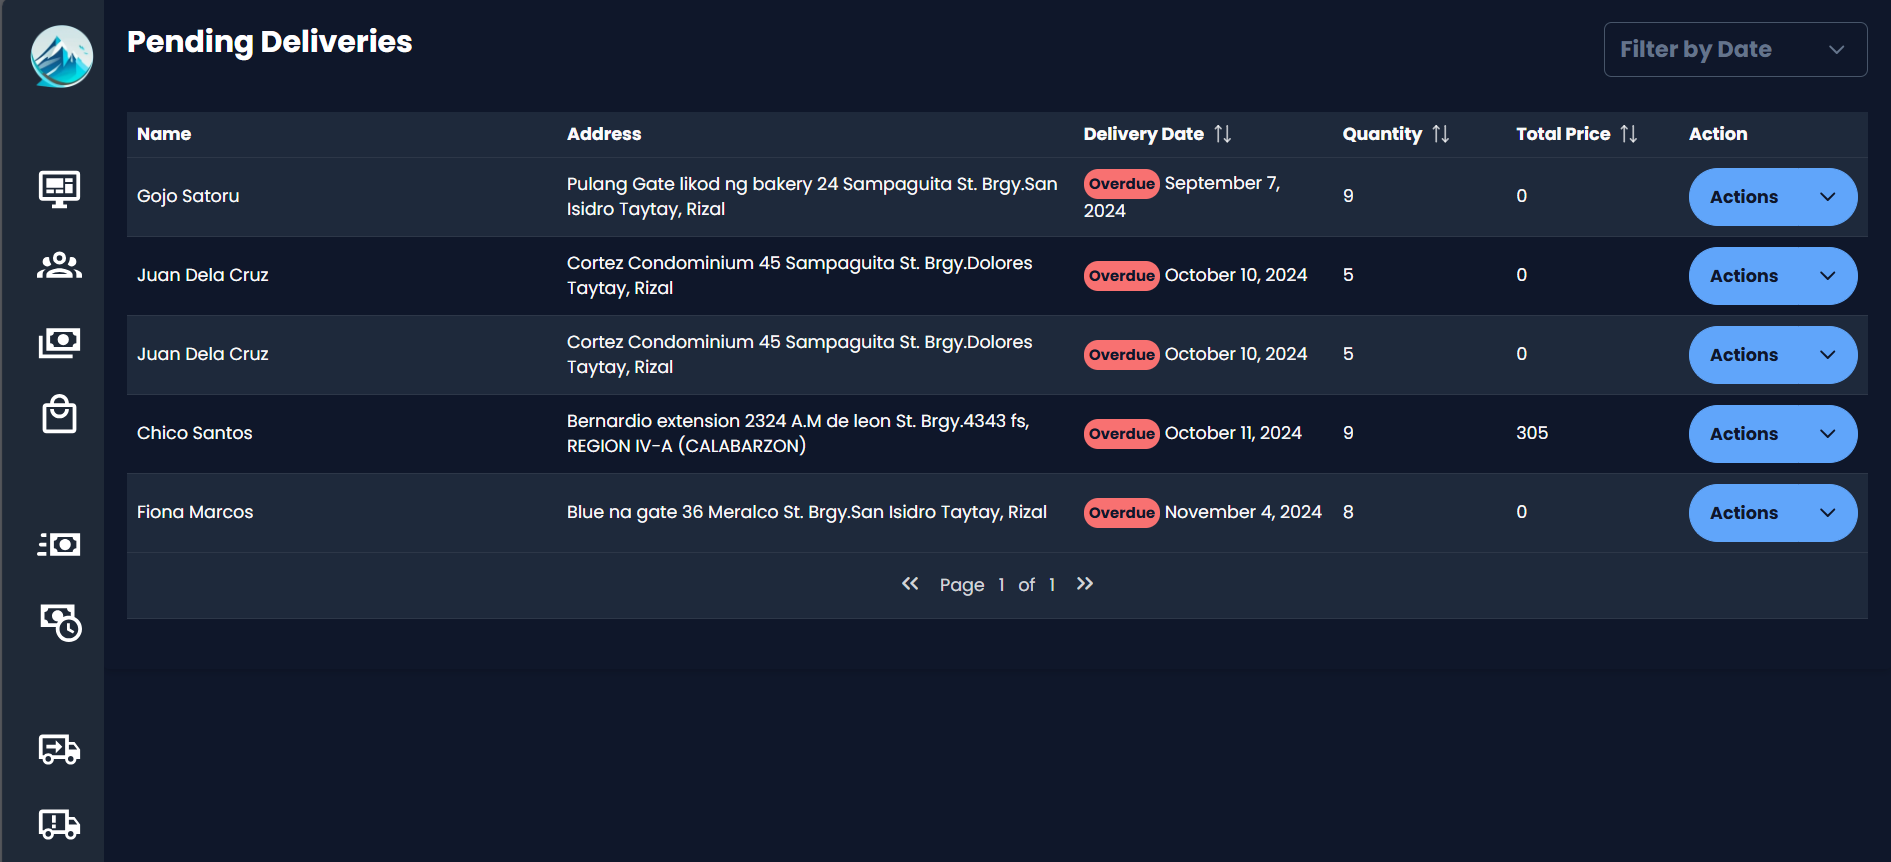 Pending Deliveries
Filter by Date
Name Address Delivery Date Quantity Total Price Action
Gojo Satoru
Pulang Gate likod ng bakery 24 Sampaguita St. Brgy.San
Isidro Taytay, Rizal
Overdue September 7,
2024
9
0
Actions
Juan Dela Cruz
Cortez Condominium 45 Sampaguita St. Brgy.Dolores
Taytay, Rizal
Overdue October 10, 2024
5
0
Actions
Juan Dela Cruz
Cortez Condominium 45 Sampaguita St. Brgy.Dolores
Taytay, Rizal
Overdue October 10, 2024
5
0
Actions
Chico Santos
Bernardio extension 2324 A.M de leon St. Brgy.4343 fs,
REGION IV-A (CALABARZON)
Overdue October 11, 2024
9
305
Actions
Fiona Marcos
Blue na gate 36 Meralco St. Brgy.San Isidro Taytay, Rizal
Overdue November 4, 2024
8
0
Actions
Page 1 of 1